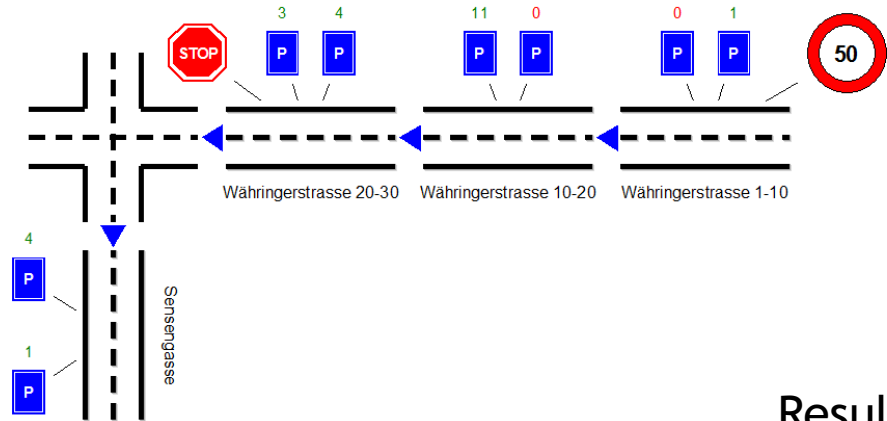 3 4 11 0 0 1
STOP P P P P P P 50
Währingerstrasse 20-30 Währingerstrasse 10-20 Währingerstrasse 1-10
4
P
Sensengasse
1
P
Resul